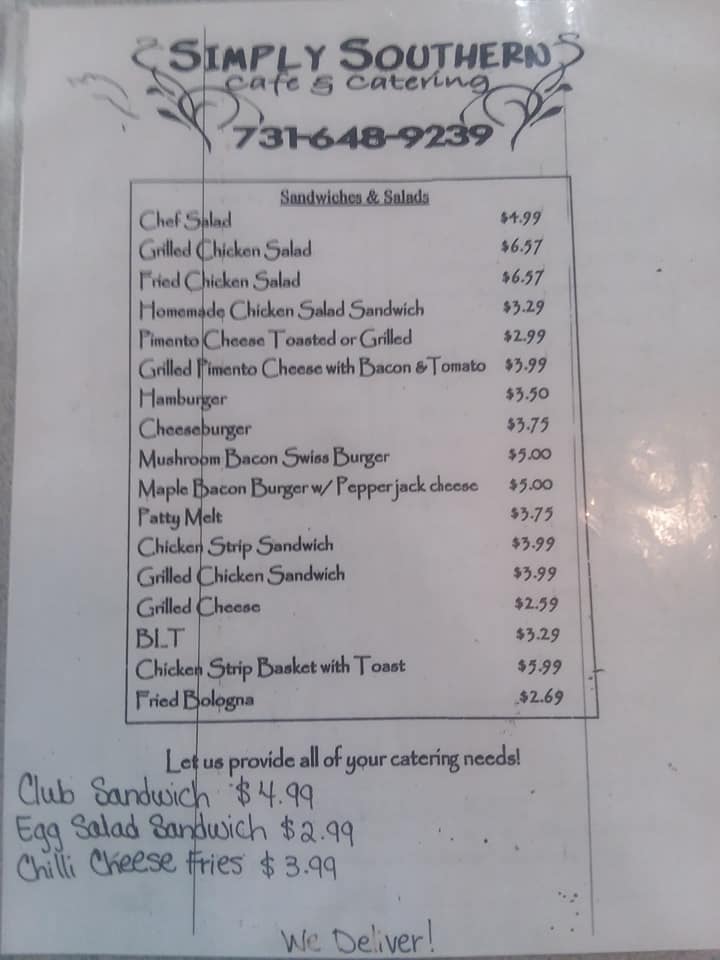 SIMPLY SOUTHERN
Cafe & Catering
731-648-9239
Sandwiches & Salads
Chef Salad $4.99
Grilled Chicken Salad $6.57
Fried Chicken Salad $6.57
Homemade Chicken Salad Sandwich $3.29
Pimento Cheese Toasted or Grilled $2.99
Grilled Pimento Cheese with Bacon & Tomato $3.99
Hamburger $3.50
Cheeseburger $3.75
Mushroom Bacon Swiss Burger $5.00
Maple Bacon Burger w/ Pepper jack cheese $5.00
Patty Melt $3.75
Chicken Strip Sandwich $3.99
Grilled Chicken Sandwich $3.99
Grilled Cheese $2.59
BLT $3.29
Chicken Strip Basket with Toast $5.99
Fried Bologna $2.69
Let us provide all of your catering needs!
Club Sandwich $4.99
Egg Salad Sandwich $2.99
Chilli Cheese Fries $3.99
We Deliver!